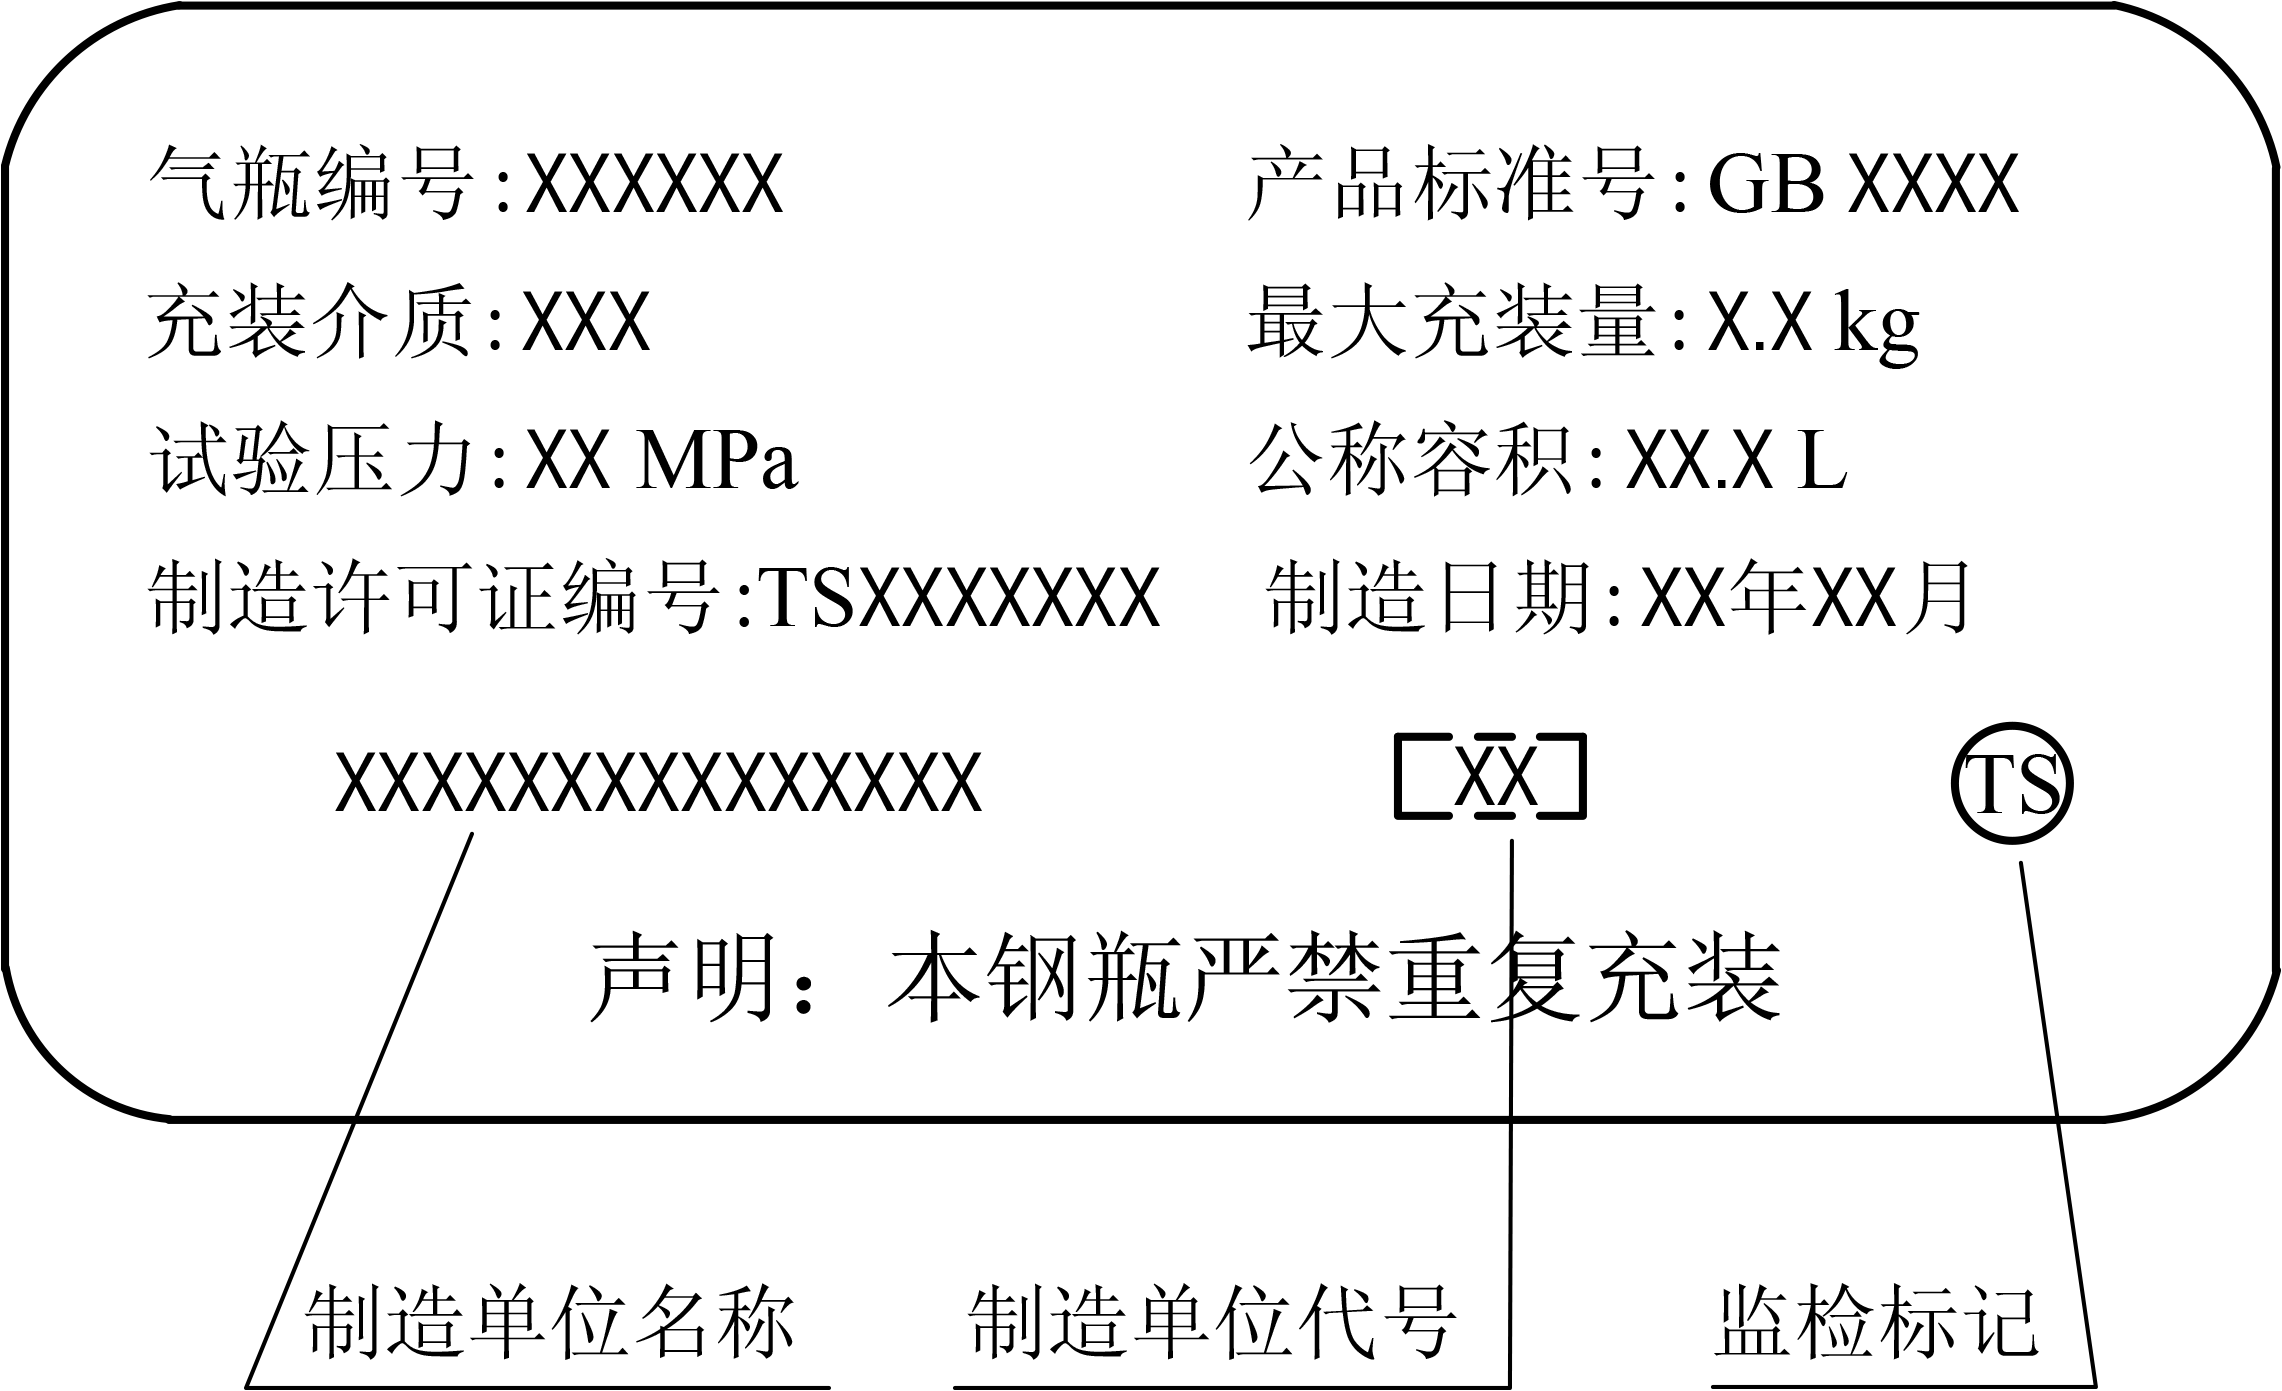 气瓶编号:XXXXXX 产品标准号:GB XXXX
充装介质:XXX 最大充装量:X.X kg
试验压力:XX MPa 公称容积:XX.X L
制造许可证编号:TSXXXXXXX 制造日期:XX年XX月
XXXXXXXXXXXXXXX XX TS
声明：本钢瓶严禁重复充装
制造单位名称 制造单位代号 监检标记